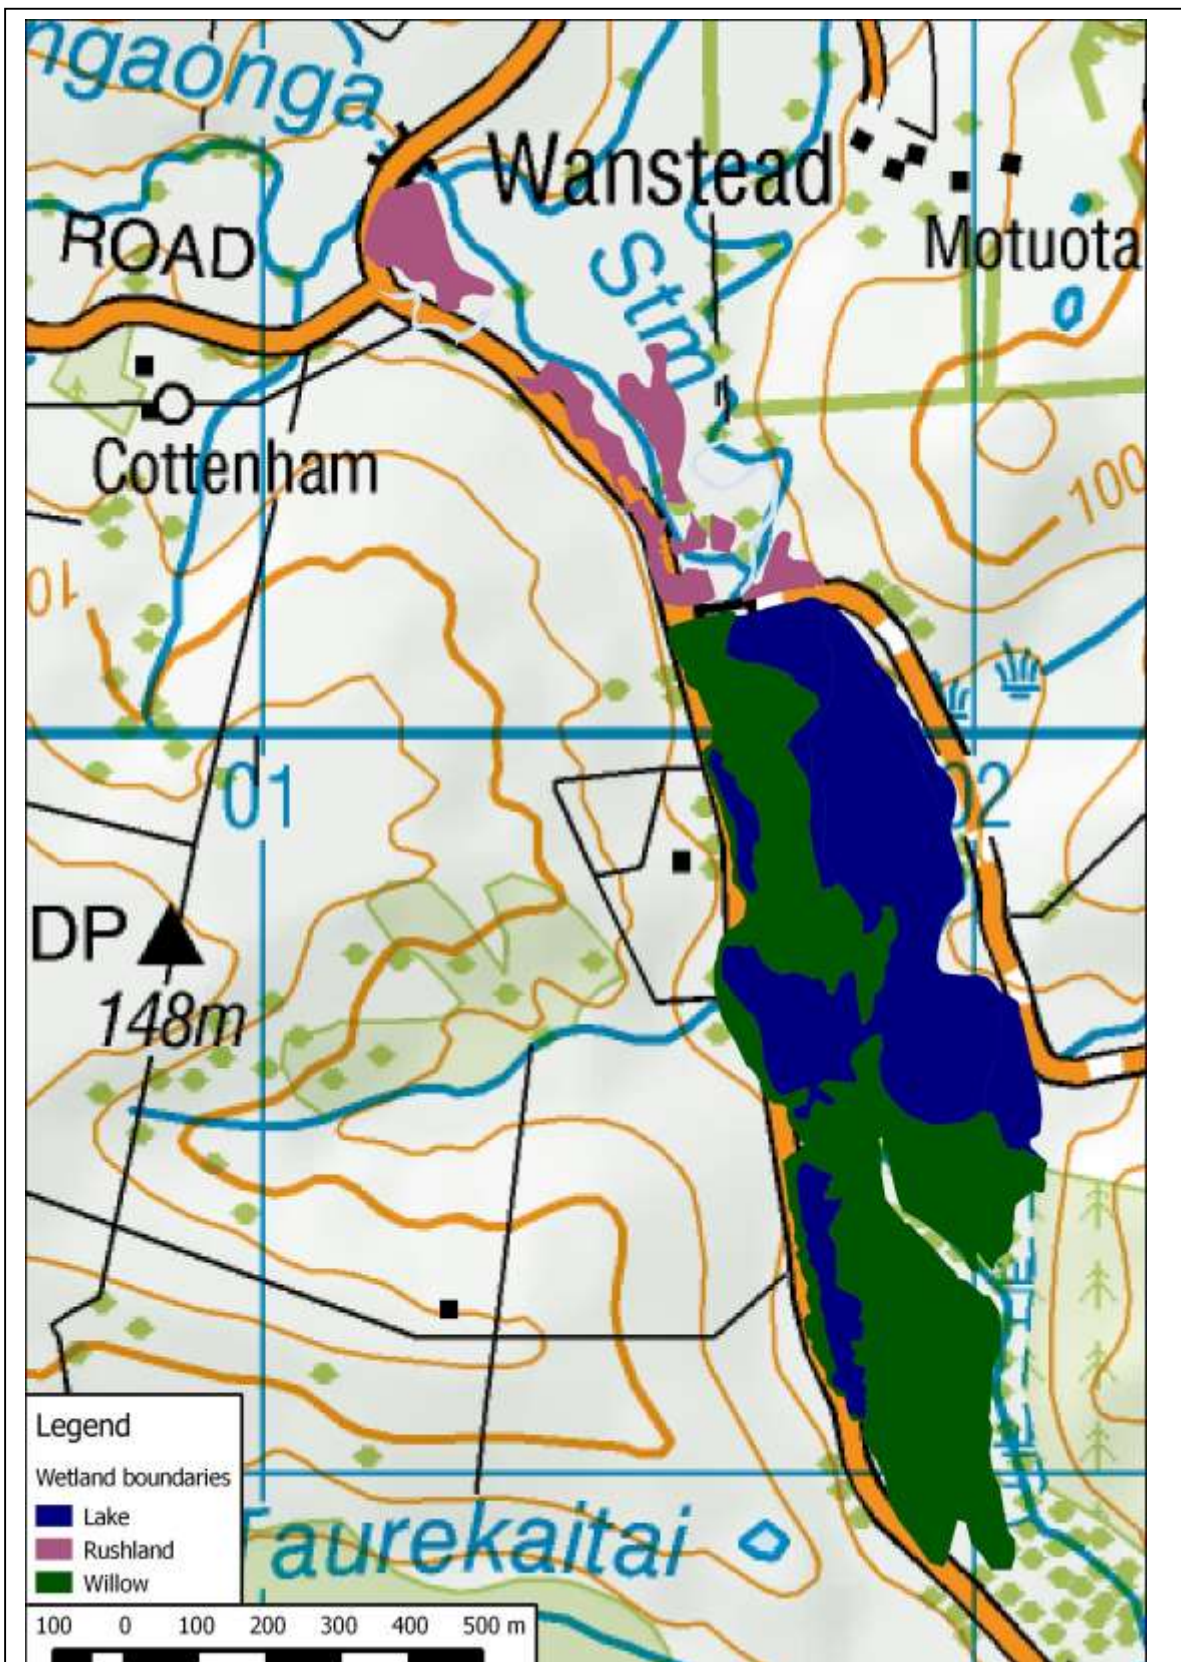 ngaonga
Wanstead
Stm
ROAD
Motuota
Cottenham
100
01
02
DP
148m
Legend
Wetland boundaries
Lake
Rushland
Willow
Taurekaitai
100 0 100 200 300 400 500 m